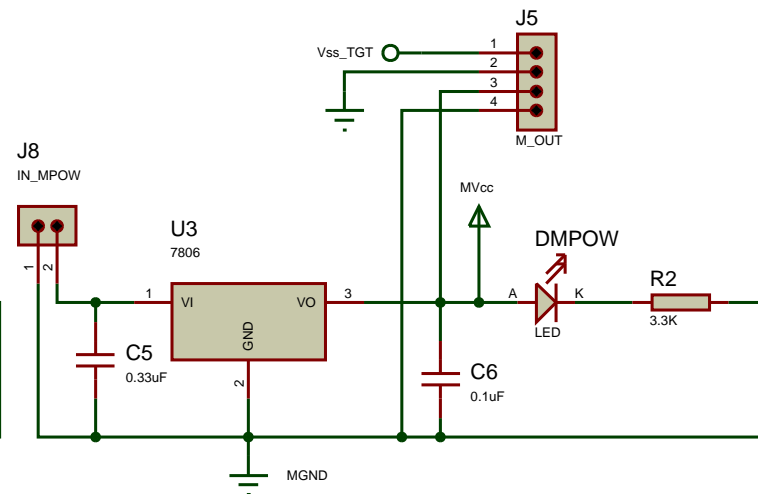 J5
Vss_TGT
1
2
3
4
M_OUT
J8
IN_MPOW
1
2
MVcc
U3
7806
DMPOW
1
VI
VO
3
A
K
LED
R2
3.3K
GND
2
C5
0.33uF
C6
0.1uF
MGND